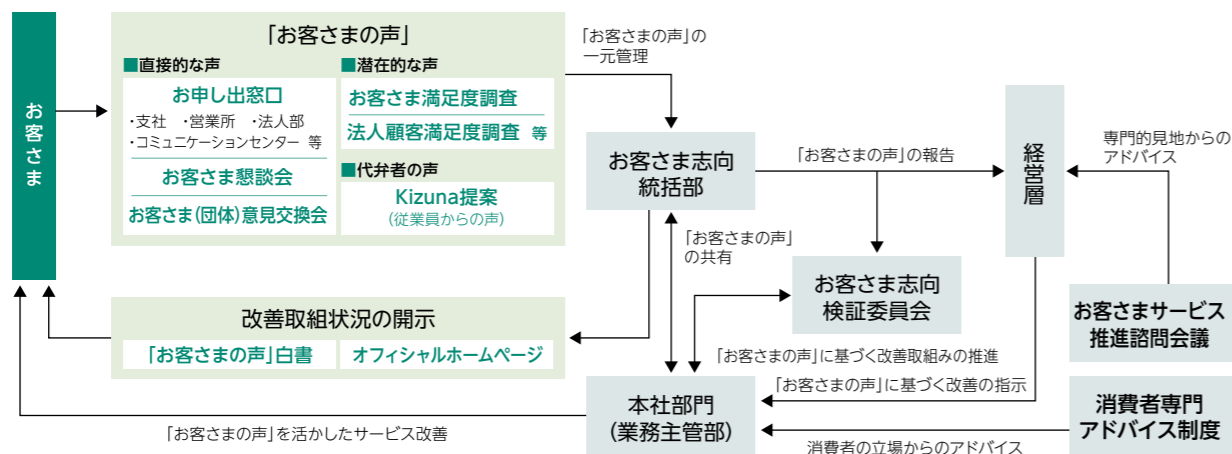 お客さま
「お客さまの声」
■直接的な声
お申し出窓口
・支社 ・営業所 ・法人部
・コミュニケーションセンター 等
お客さま懇談会
お客さま(団体)意見交換会
■潜在的な声
お客さま満足度調査
法人顧客満足度調査 等
■代弁者の声
Kizuna提案
(従業員からの声)
「お客さまの声」の
一元管理
お客さま志向
統括部
「お客さまの声」の報告
経営層
専門的見地からの
アドバイス
「お客さまの声」
の共有
お客さま志向
検証委員会
お客さまサービス
推進諮問会議
改善取組状況の開示
「お客さまの声」白書
オフィシャルホームページ
「お客さまの声」に基づく改善取組みの推進
「お客さまの声」に基づく改善の指示
本社部門
(業務主管部)
消費者専門
アドバイス制度
「お客さまの声」を活かしたサービス改善
消費者の立場からのアドバイス